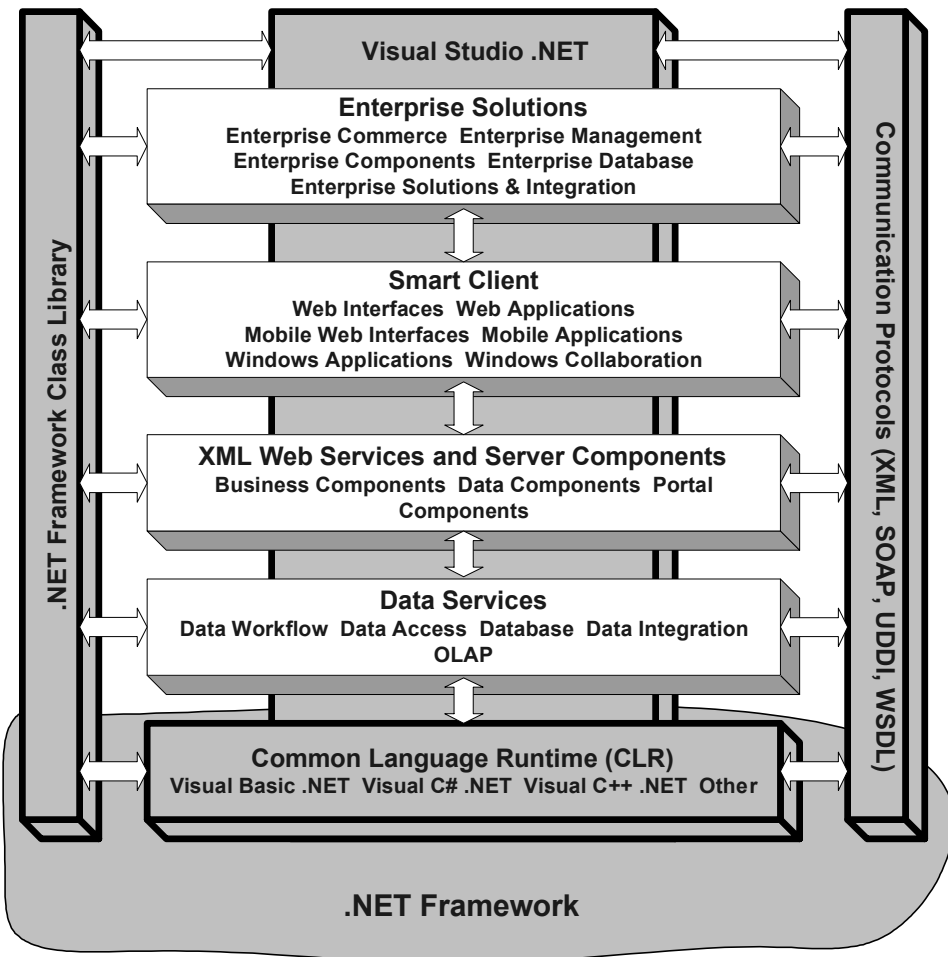 Visual Studio .NET
Enterprise Solutions
Enterprise Commerce Enterprise Management
Enterprise Components Enterprise Database
Enterprise Solutions & Integration
Smart Client
Web Interfaces Web Applications
Mobile Web Interfaces Mobile Applications
Windows Applications Windows Collaboration
XML Web Services and Server Components
Business Components Data Components Portal
Components
Data Services
Data Workflow Data Access Database Data Integration
OLAP
Common Language Runtime (CLR)
Visual Basic .NET Visual C# .NET Visual C++ .NET Other
.NET Framework
.NET Framework Class Library
Communication Protocols (XML, SOAP, UDDI, WSDL)